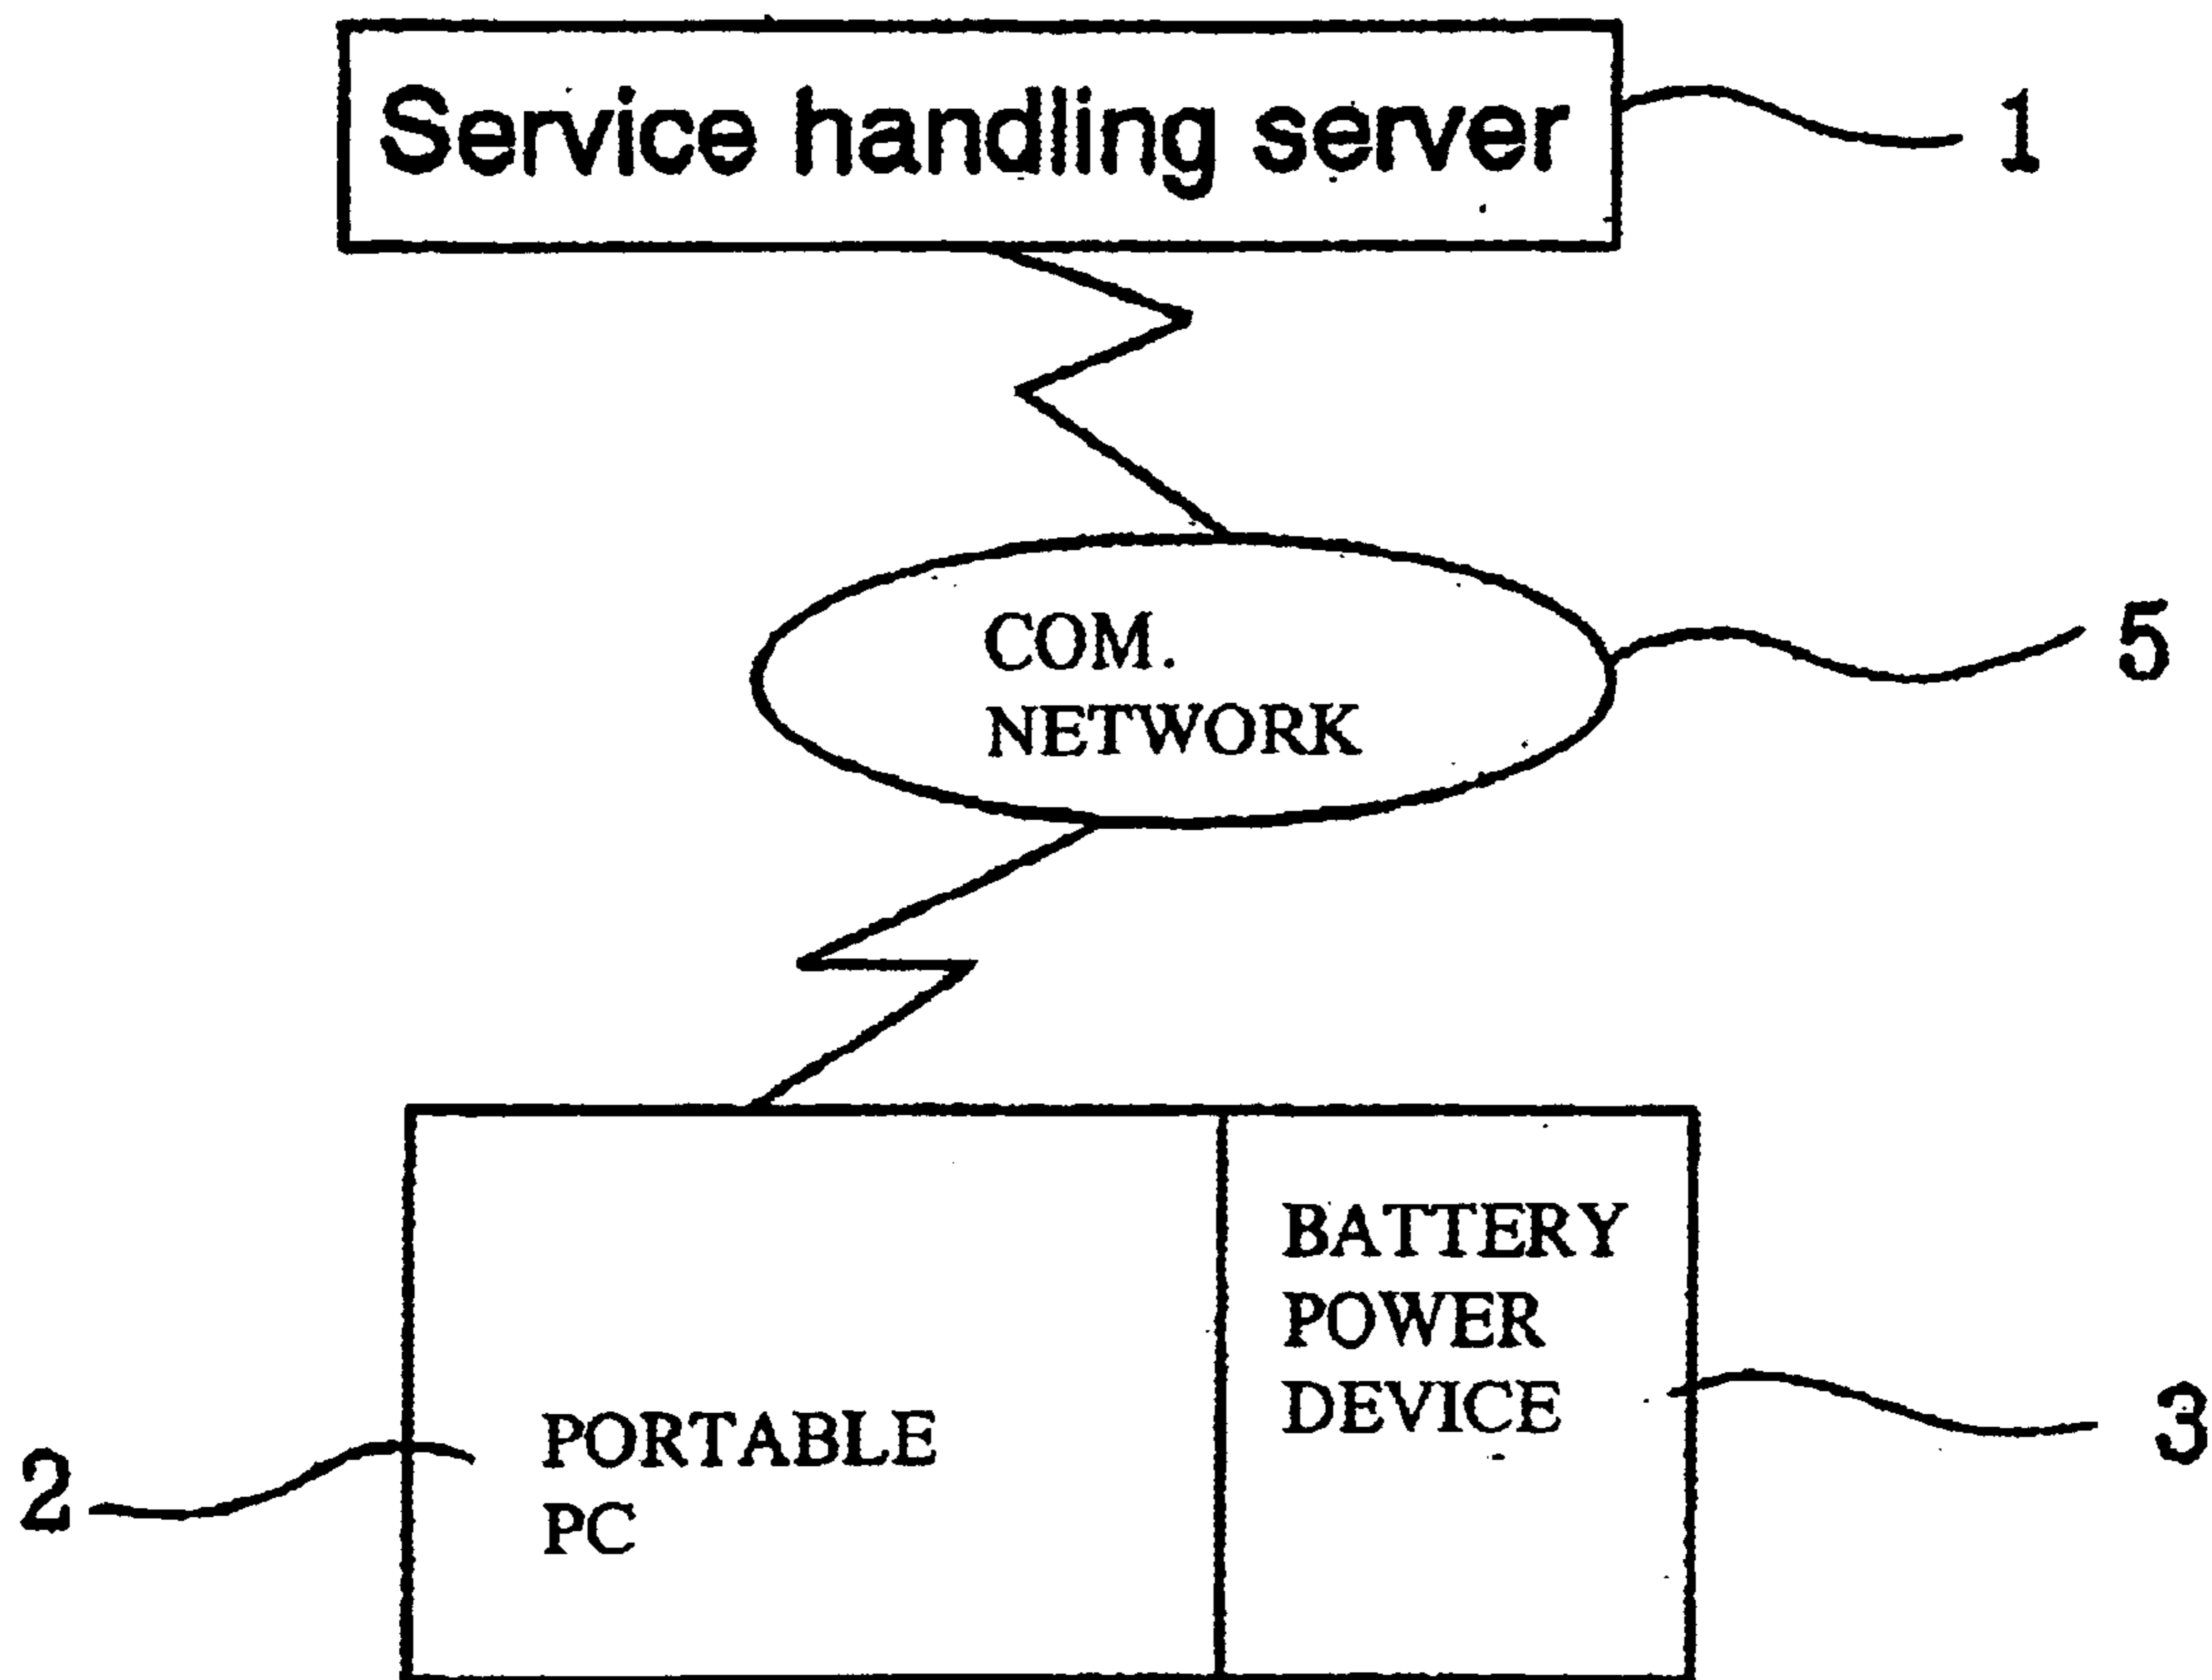 Service handling server
1
COM.
NETWORK
5
BATTERY
POWER
DEVICE
3
PORTABLE
PC
2